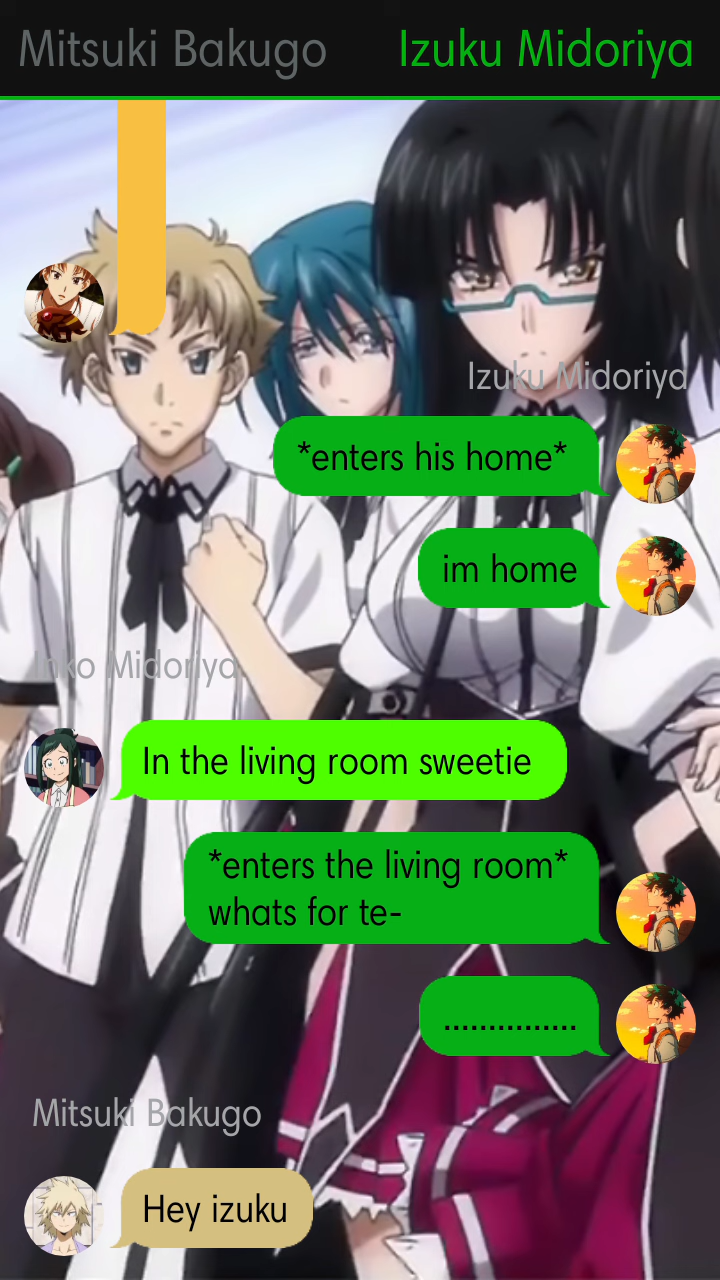 Mitsuki Bakugo Izuku Midoriya
Izuku Midoriya
*enters his home*
im home
Inko Midoriya
In the living room sweetie
*enters the living room*
whats for te-
...............
Mitsuki Bakugo
Hey izuku